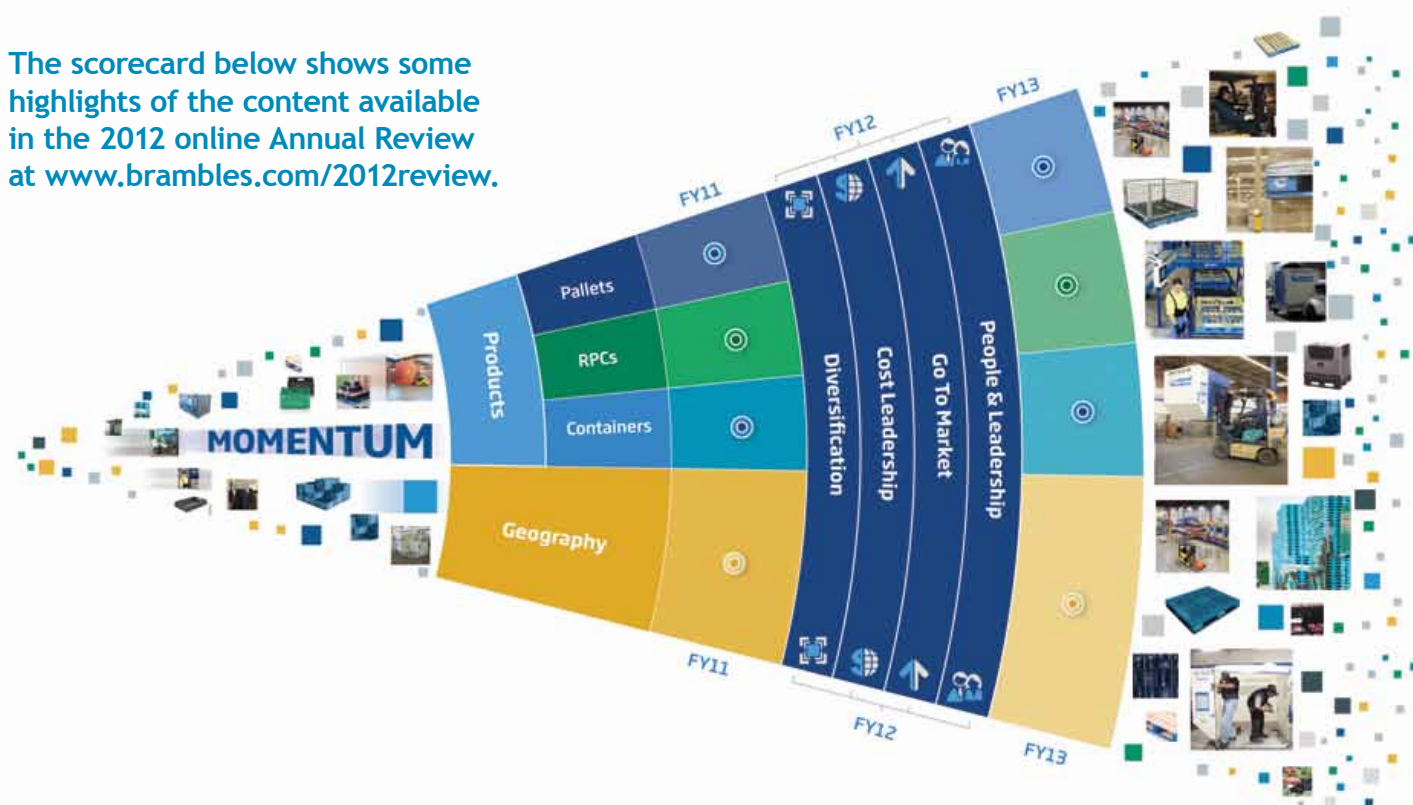 The scorecard below shows some
highlights of the content available
in the 2012 online Annual Review
at www.brambles.com/2012review.
MOMENTUM
Products
Pallets
RPCs
Containers
Geography
FY11
FY12
FY13
Diversification
Cost Leadership
Go To Market
People & Leadership
FY11
FY12
FY13